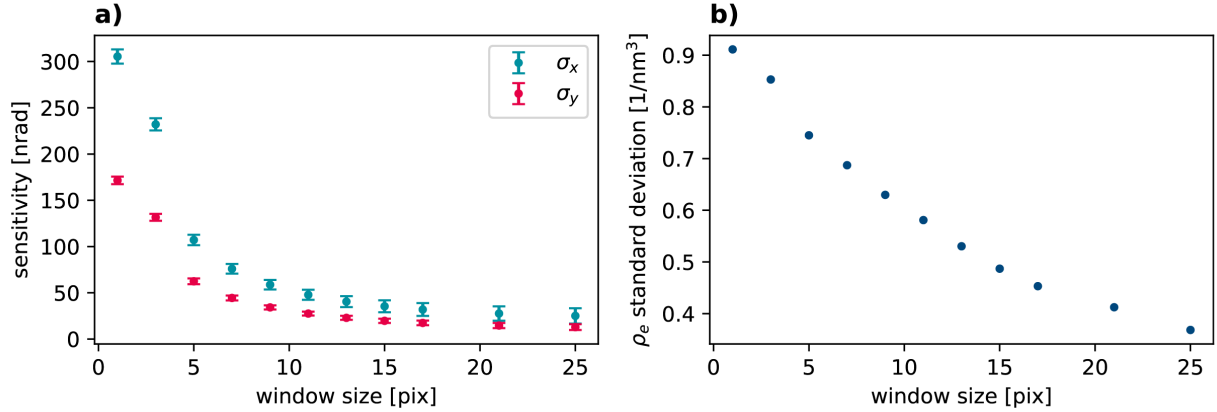 a)
sensitivity [nrad]
300
250
200
150
100
50
0
0 5 10 15 20 25
window size [pix]
σx
σy
b)
ρe standard deviation [1/nm³]
0.9
0.8
0.7
0.6
0.5
0.4
0 5 10 15 20 25
window size [pix]